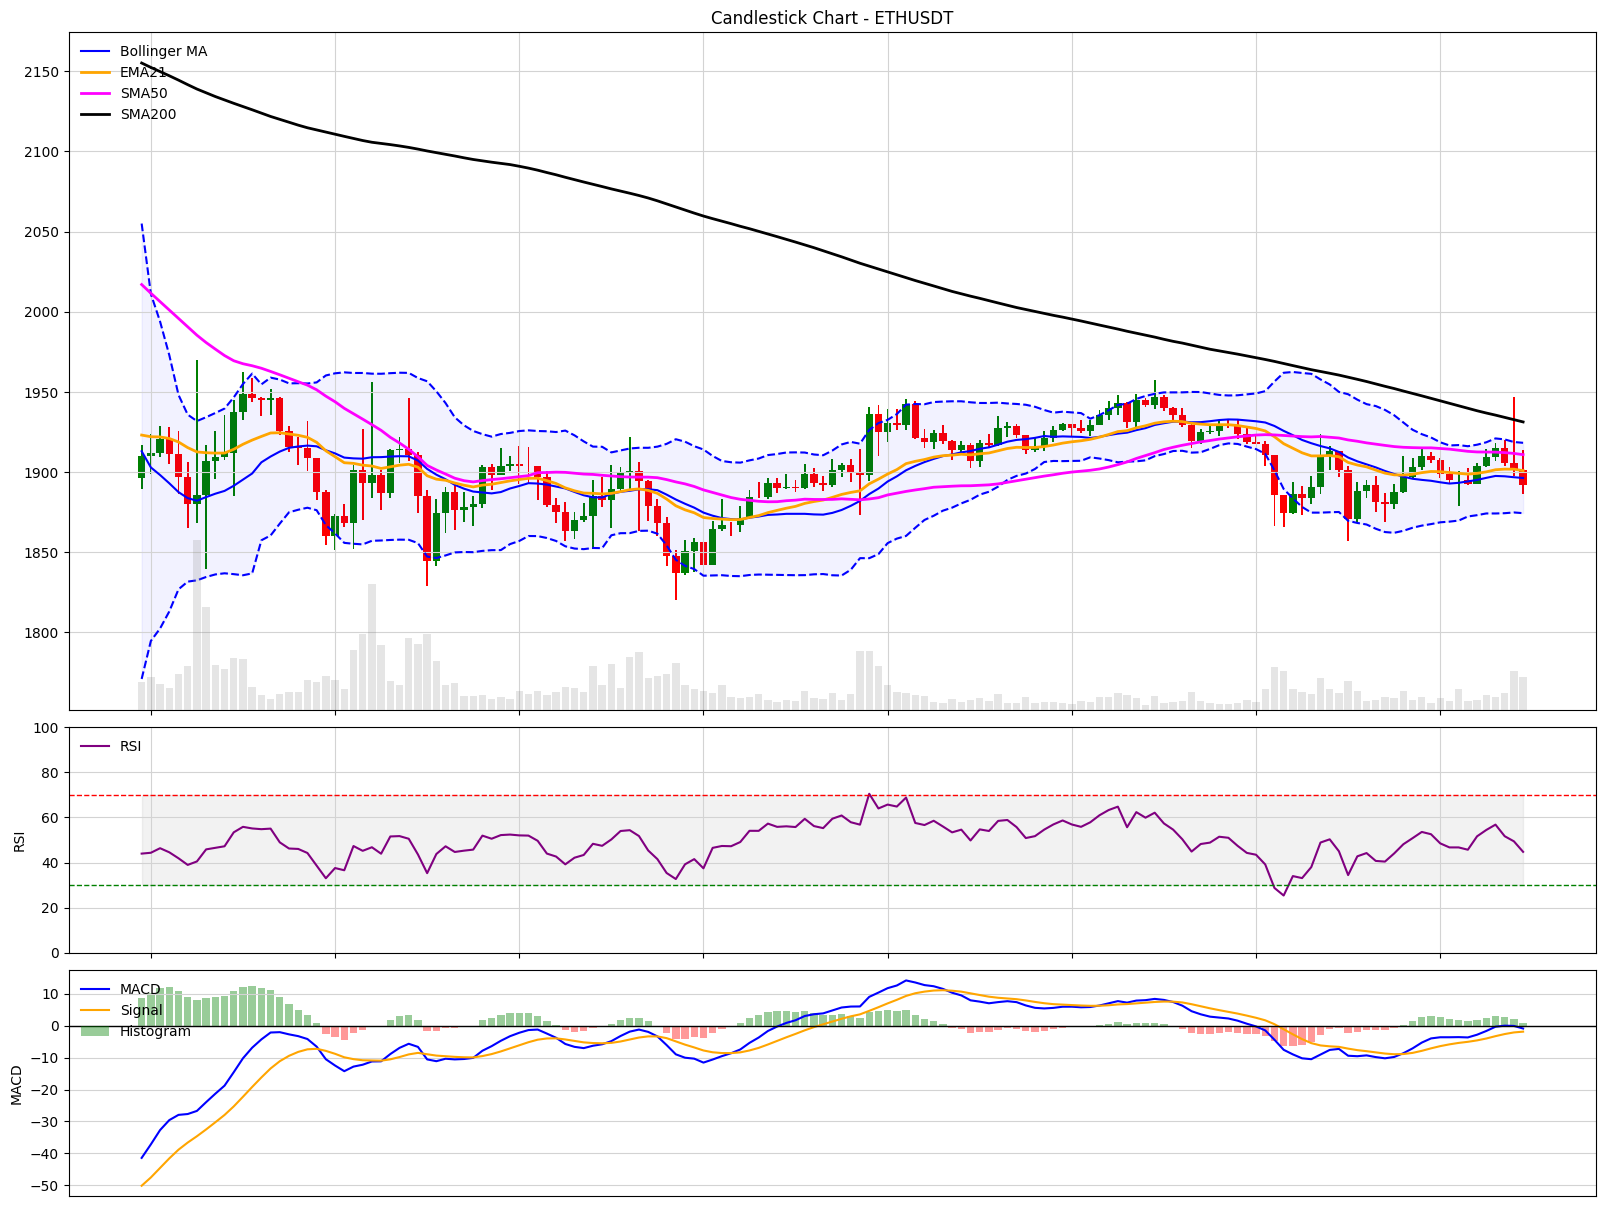 Candlestick Chart - ETHUSDT
Bollinger MA
EMA21
SMA50
SMA200
2150
2100
2050
2000
1950
1900
1850
1800
RSI
100
80
60
40
20
0
RSI
MACD
Signal
Histogram
10
0
−10
−20
−30
−40
−50
MACD